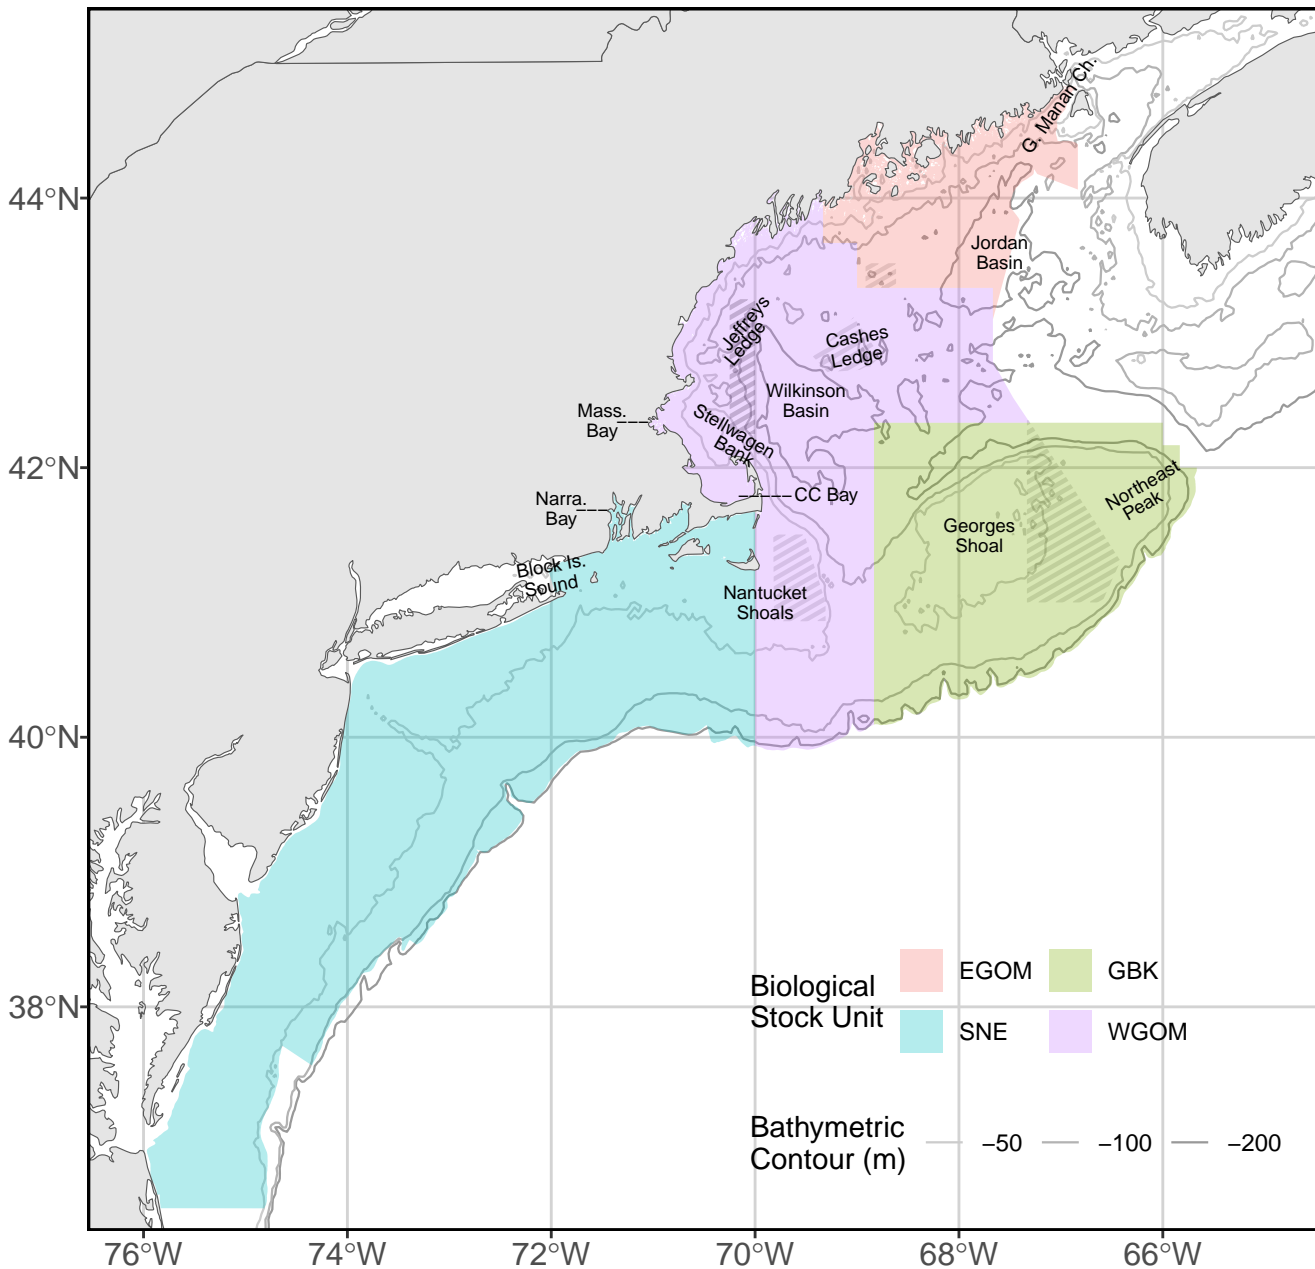 G. Manan Ch.
44°N
Jordan
Basin
Jeffreys
Ledge
Cashes
Ledge
Wilkinson
Basin
Mass.
Bay
Stellwagen
Bank
42°N
Northeast
Peak
Narra.
Bay
CC Bay
Georges
Shoal
Block Is.
Sound
Nantucket
Shoals
40°N
38°N
Biological
Stock Unit
EGOM
GBK
SNE
WGOM
Bathymetric
Contour (m)
−50
−100
−200
76°W
74°W
72°W
70°W
68°W
66°W